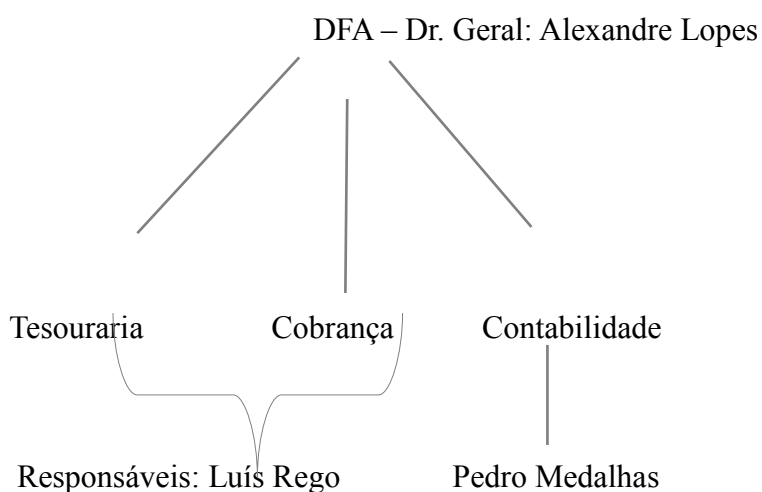 DFA – Dr. Geral: Alexandre Lopes
Tesouraria Cobrança Contabilidade
Responsáveis: Luís Rego Pedro Medalhas